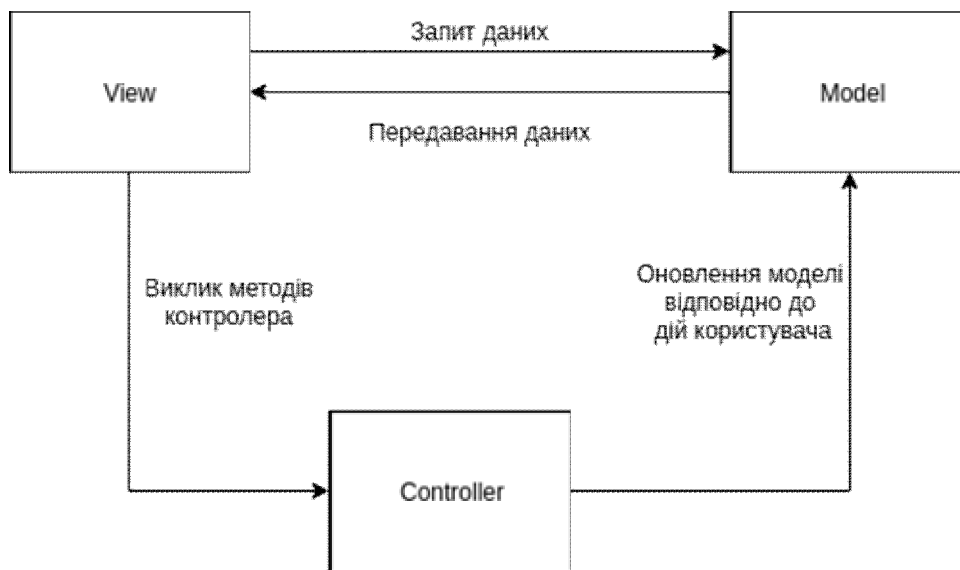 Запит даних
View
Model
Передавання даних
Виклик методів
контролера
Оновлення моделі
відповідно до
дій користувача
Controller